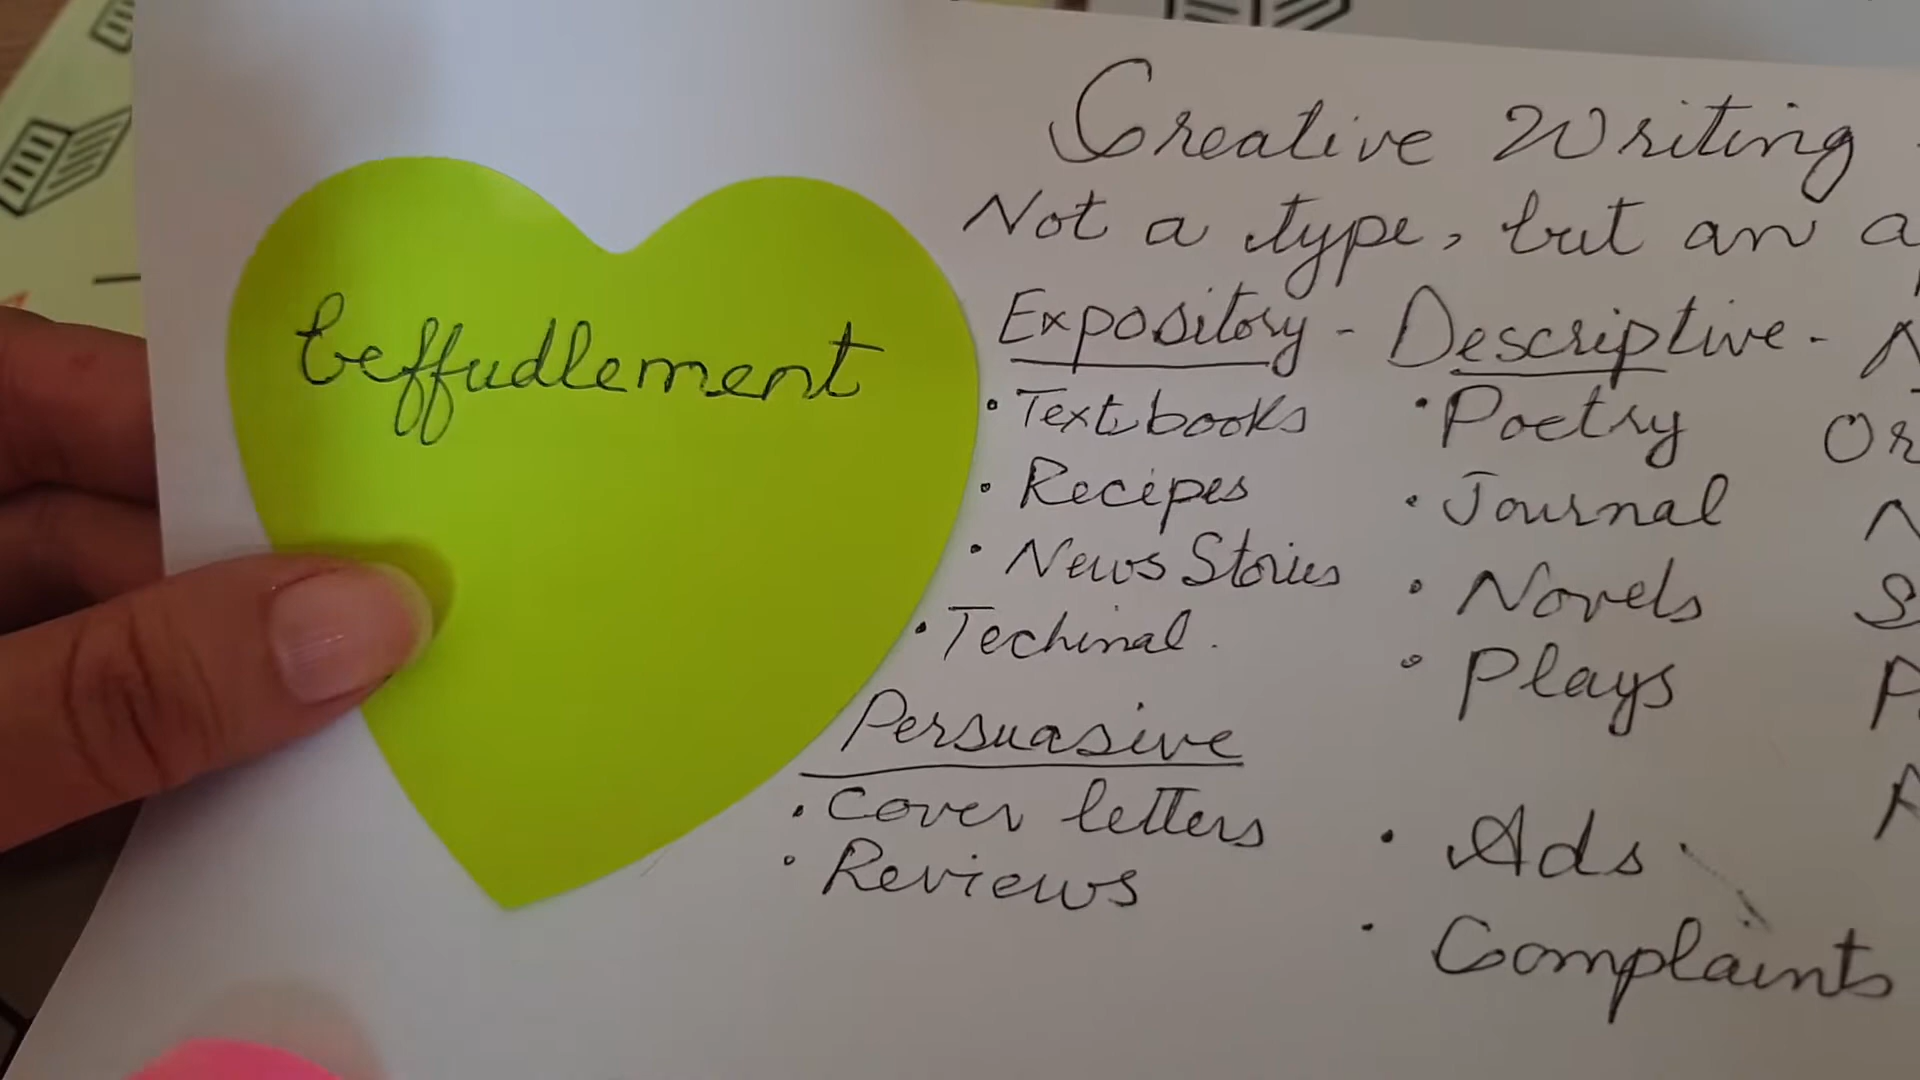 beffudlement
Creative Writing
Not a type, but an
Expository - Descriptive -
• Textbooks
• Recipes
• News Stories
• Techinal.
• Poetry
• Journal
• Novels
• Plays
Persuasive
• Cover letters
• Reviews
• Ads
• Complaints